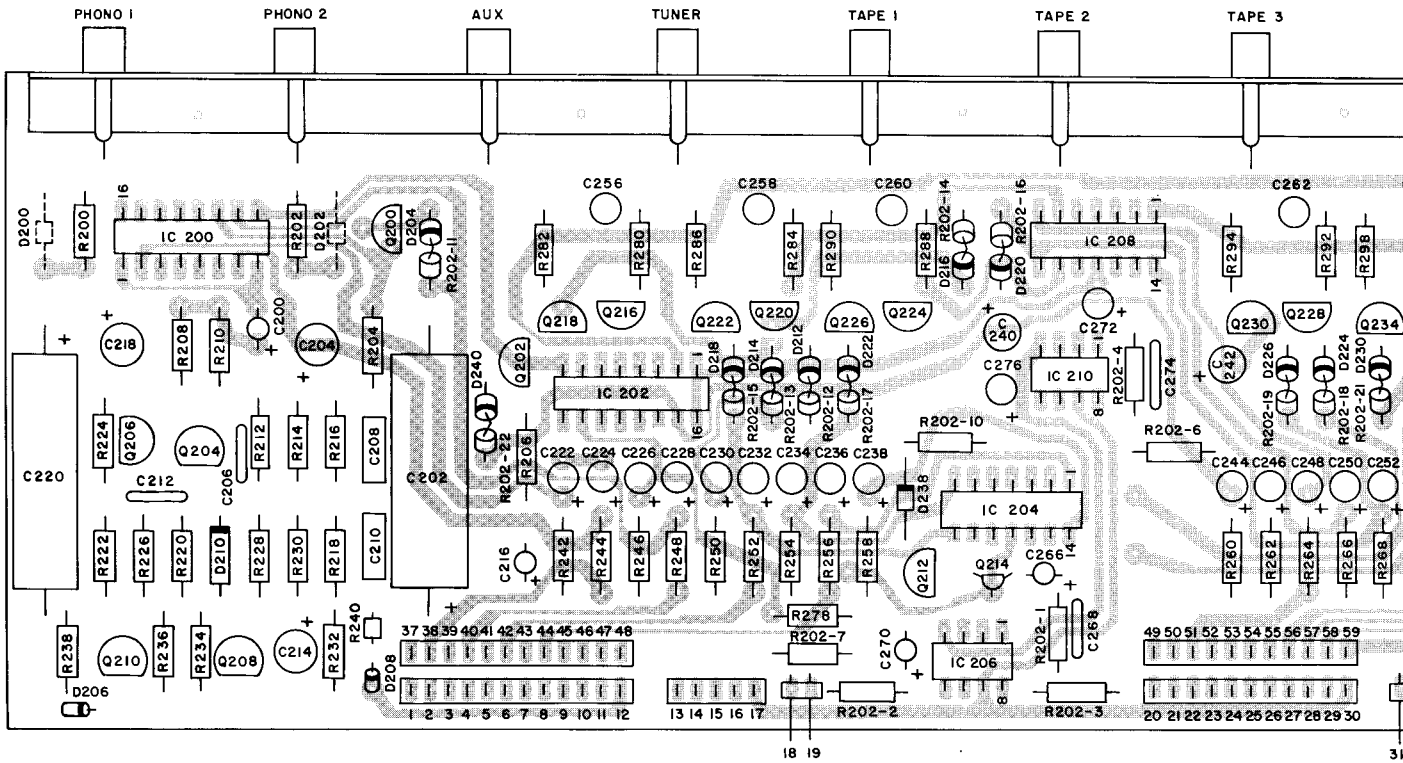 PHONO 1 PHONO 2 AUX TUNER TAPE 1 TAPE 2 TAPE 3
C256 C258 C260 R202-14 R202-16 C262
D200 R200 16 IC 200 1 R202 D202 Q200 D204 R202-11 R282 R280 R286 R284 R290 R288 D216 D220 1 IC 208 14 R294 R292 R298
+ C218 R208 R210 C200 + C204 + R204 Q218 Q216 Q222 Q220 Q226 Q224 + C 240 C272 + Q230 Q228 Q234
+ D240 Q202 1 IC 202 16 D218 D214 D212 D222 C276 + 1 IC 210 8 R202-4 C274 + C 242 D226 D224 D230
R202-15 R202-13 R202-12 R202-17 R202-19 R202-18 R202-21
C220 R224 Q206 Q204 C206 R212 R214 R216 C208 C202 R202-22 R206 R202-10 R202-6
C212 C222 C224 C226 C228 C230 C232 C234 C236 C238 D238 1 IC 204 14 C244 C246 C248 C250 C252
+ + + + + + + + + + + + + +
R222 R226 R220 D210 R228 R230 R218 C210 C216 + R242 R244 R246 R248 R250 R252 R254 R256 R258 Q212 Q214 C266 + R260 R262 R264 R266 R268
+
R238 Q210 R236 R234 Q208 C214 + R232 R240 R278 R202-1 C268
37 38 39 40 41 42 43 44 45 46 47 48 R202-7 C270 + 1 IC 206 8 49 50 51 52 53 54 55 56 57 58 59
D206 D208
1 2 3 4 5 6 7 8 9 10 11 12 13 14 15 16 17 R202-2 R202-3 20 21 22 23 24 25 26 27 28 29 30
18 19 31